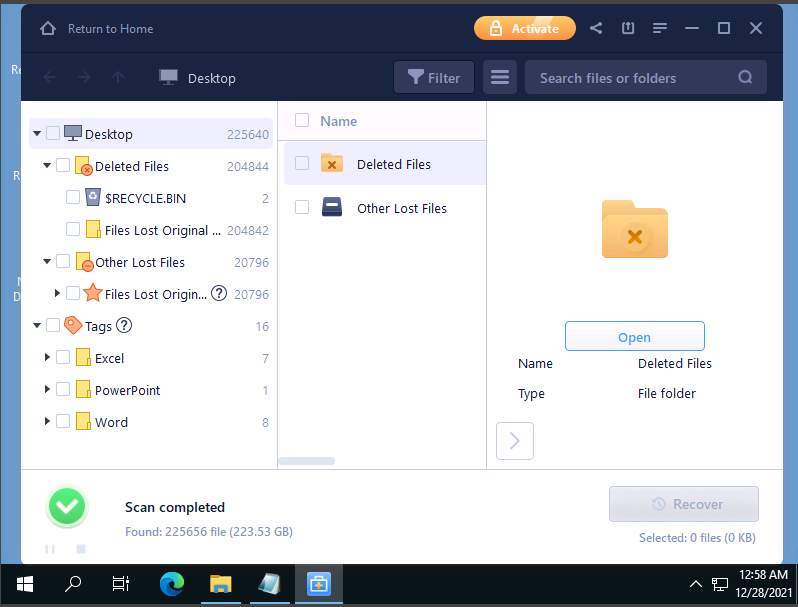 Return to Home
Activate
Desktop
Filter
Search files or folders
Desktop 225640
Deleted Files 204844
$RECYCLE.BIN 2
Files Lost Original ... 204842
Other Lost Files 20796
Files Lost Origin... ? 20796
Tags ? 16
Excel 7
PowerPoint 1
Word 8
Name
Deleted Files
Other Lost Files
Open
Name Deleted Files
Type File folder
Scan completed
Found: 225656 file (223.53 GB)
Recover
Selected: 0 files (0 KB)
12:58 AM
12/28/2021